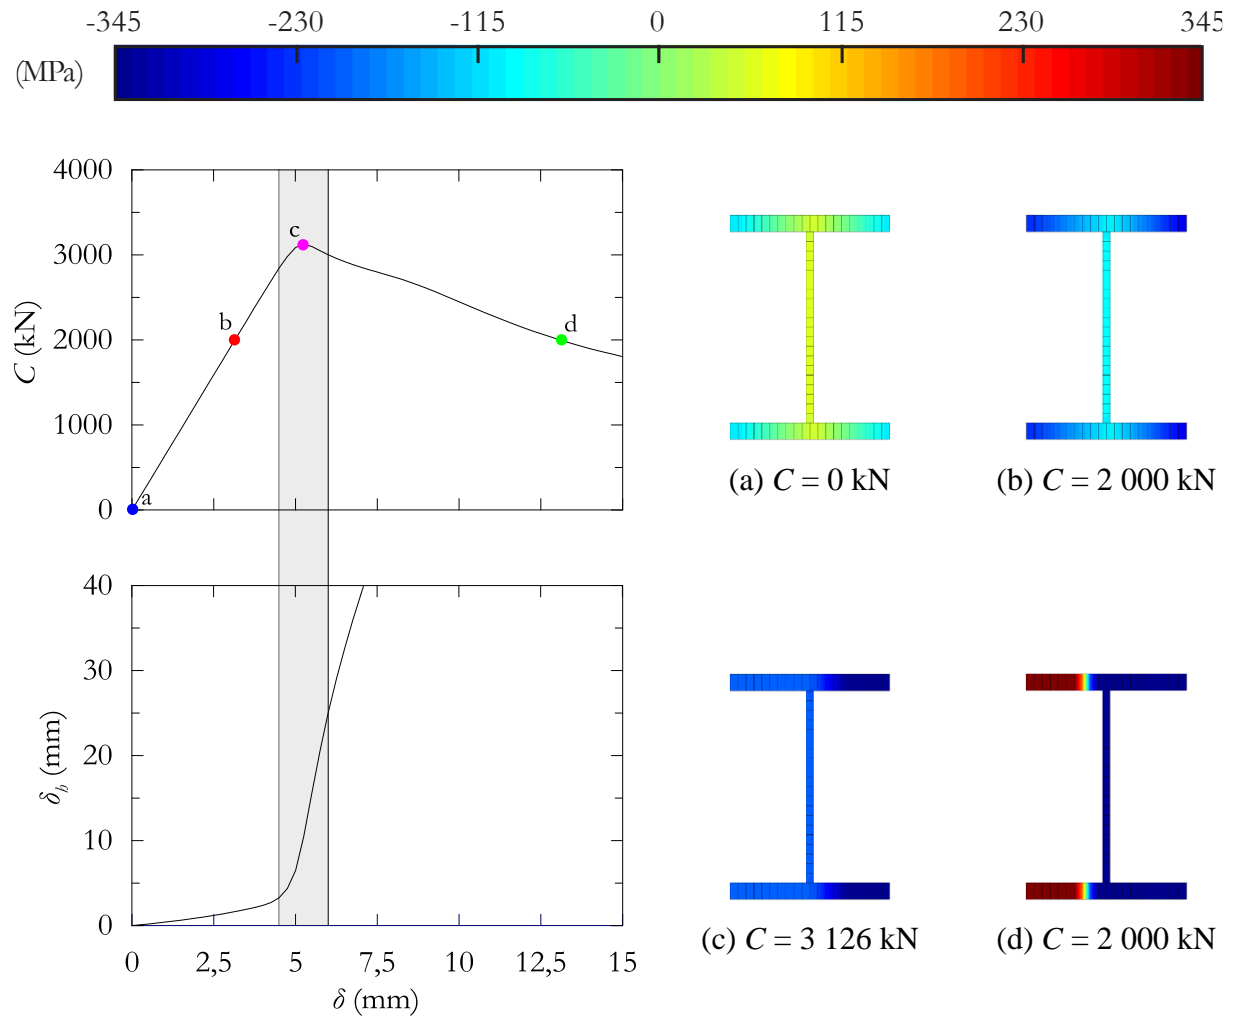 -345 -230 -115 0 115 230 345
(MPa)
4000
3000
2000
1000
0
C (kN)
a
b
c
d
(a) C = 0 kN
(b) C = 2 000 kN
40
30
20
10
0
δb (mm)
0 2,5 5 7,5 10 12,5 15
δ (mm)
(c) C = 3 126 kN
(d) C = 2 000 kN